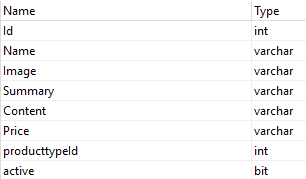 Name Type
Id int
Name varchar
Image varchar
Summary varchar
Content varchar
Price varchar
producttypeId int
active bit